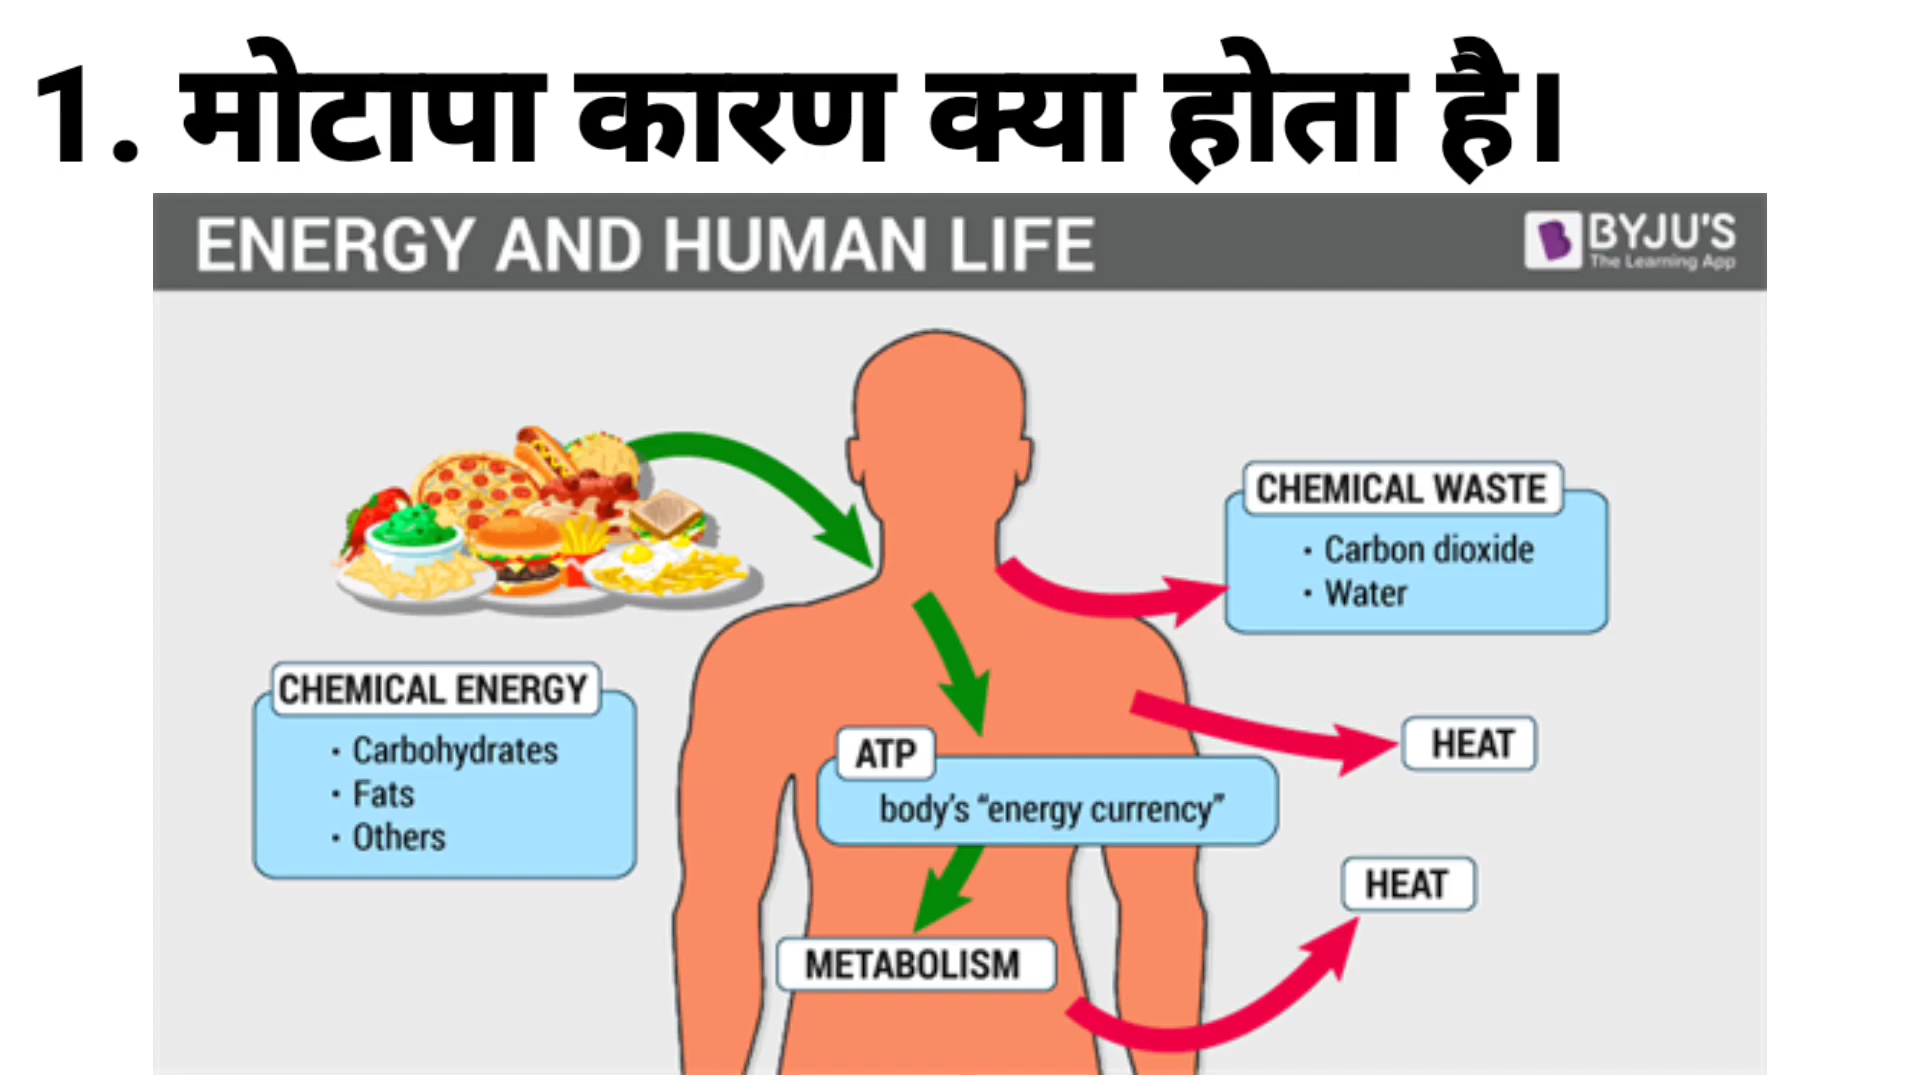 1. मोटापा कारण क्या होता है।
ENERGY AND HUMAN LIFE
BYJU'S
The Learning App
CHEMICAL WASTE
· Carbon dioxide
· Water
CHEMICAL ENERGY
· Carbohydrates
· Fats
· Others
ATP
body's “energy currency”
HEAT
HEAT
METABOLISM